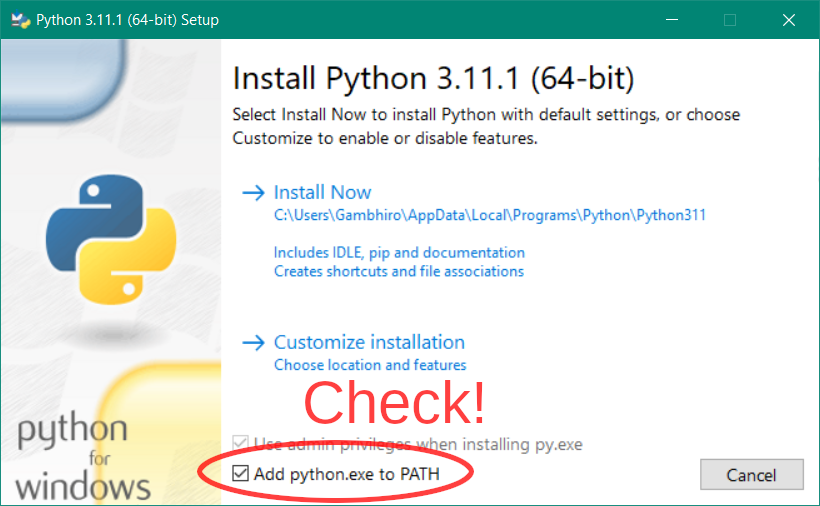 Python 3.11.1 (64-bit) Setup
Install Python 3.11.1 (64-bit)
Select Install Now to install Python with default settings, or choose
Customize to enable or disable features.
Install Now
C:\Users\Gambhiro\AppData\Local\Programs\Python\Python311
Includes IDLE, pip and documentation
Creates shortcuts and file associations
Customize installation
Choose location and features
Check!
Use admin privileges when installing py.exe
Add python.exe to PATH
Cancel
python
for
windows